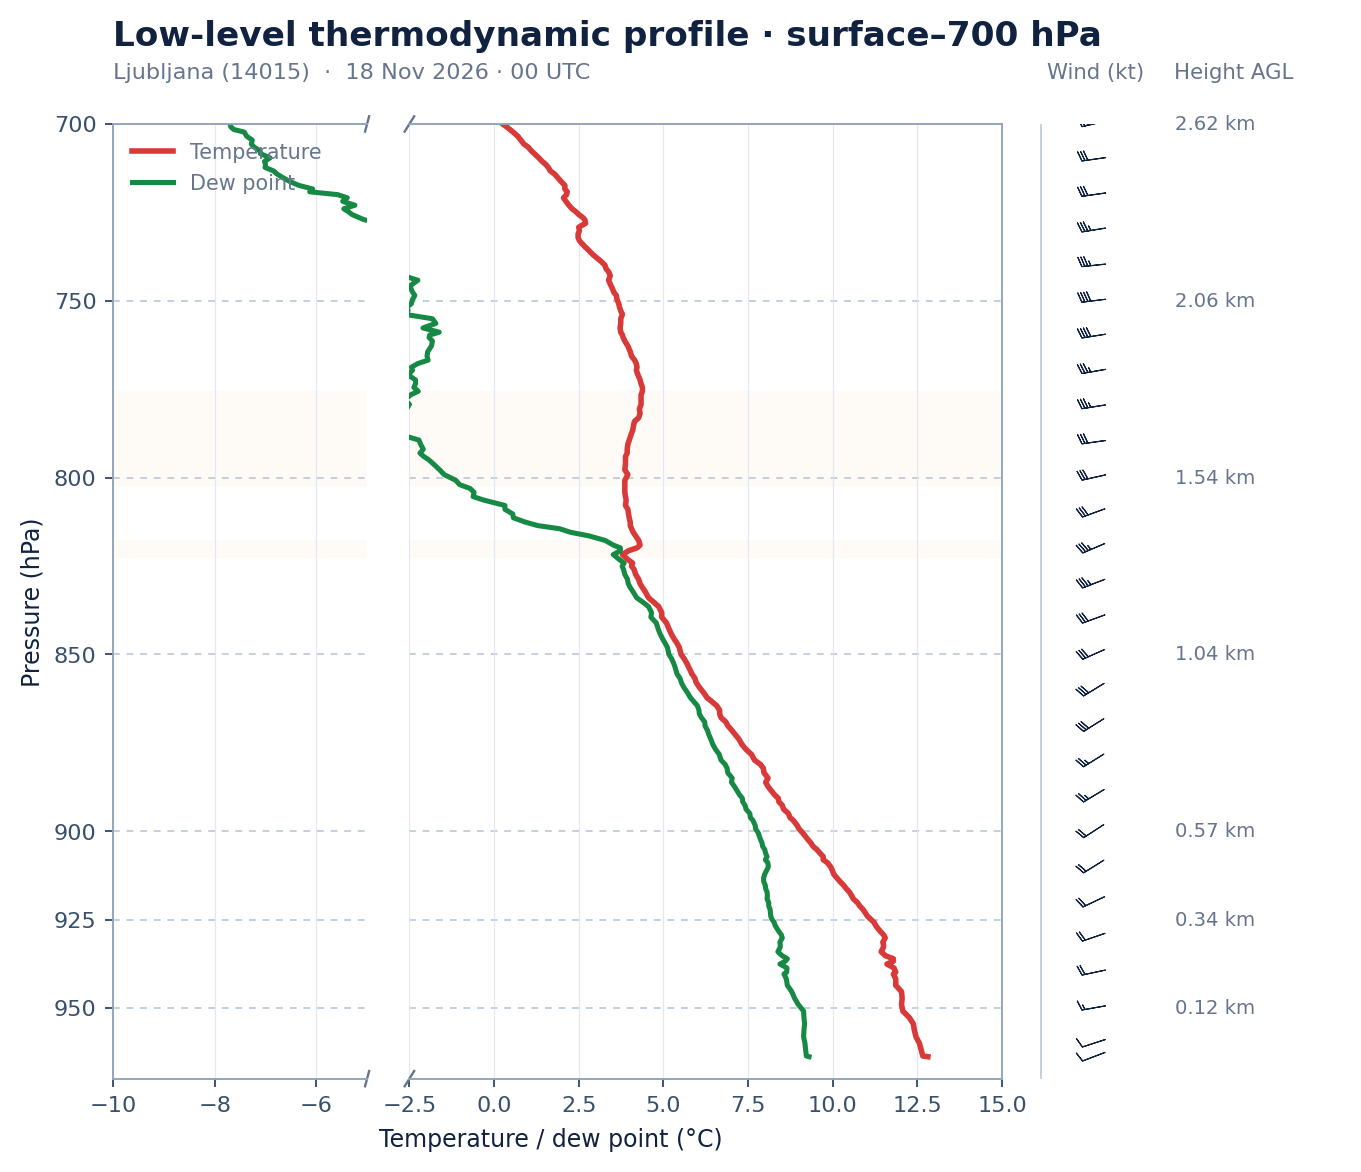 Low-level thermodynamic profile · surface–700 hPa
Ljubljana (14015)  ·  18 Nov 2026 · 00 UTC
Wind (kt)
Height AGL
Temperature
Dew point
700
750
800
850
900
925
950
Pressure (hPa)
2.62 km
2.06 km
1.54 km
1.04 km
0.57 km
0.34 km
0.12 km
−10
−8
−6
−2.5
0.0
2.5
5.0
7.5
10.0
12.5
15.0
Temperature / dew point (°C)